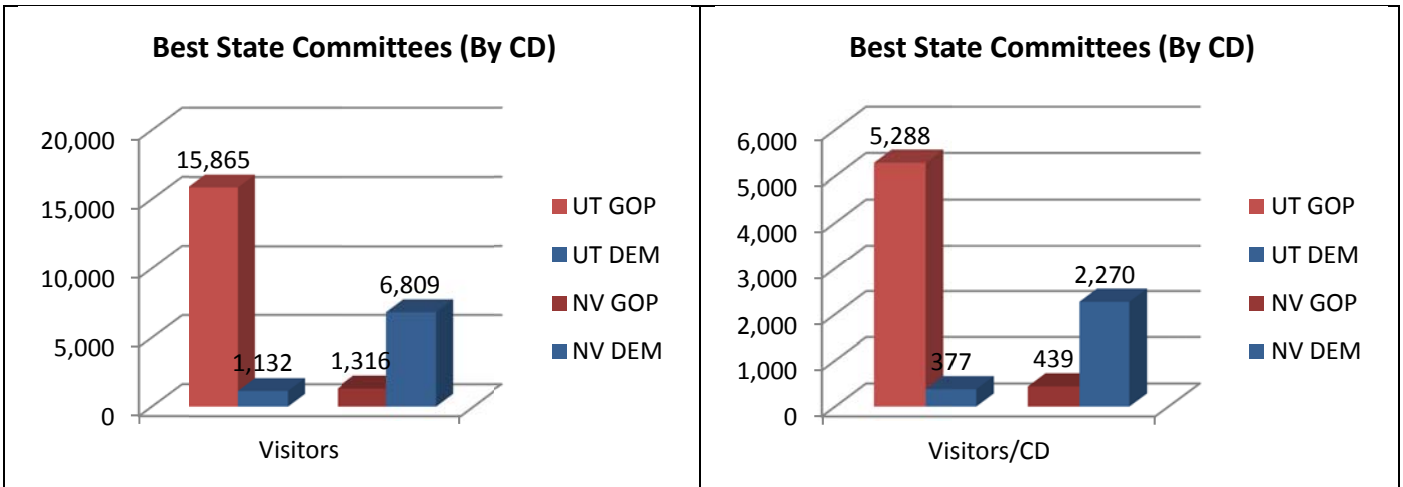 Best State Committees (By CD)
20,000
15,000
10,000
5,000
0
15,865
1,132
1,316
6,809
Visitors
UT GOP
UT DEM
NV GOP
NV DEM
Best State Committees (By CD)
6,000
5,000
4,000
3,000
2,000
1,000
0
5,288
377
439
2,270
Visitors/CD
UT GOP
UT DEM
NV GOP
NV DEM